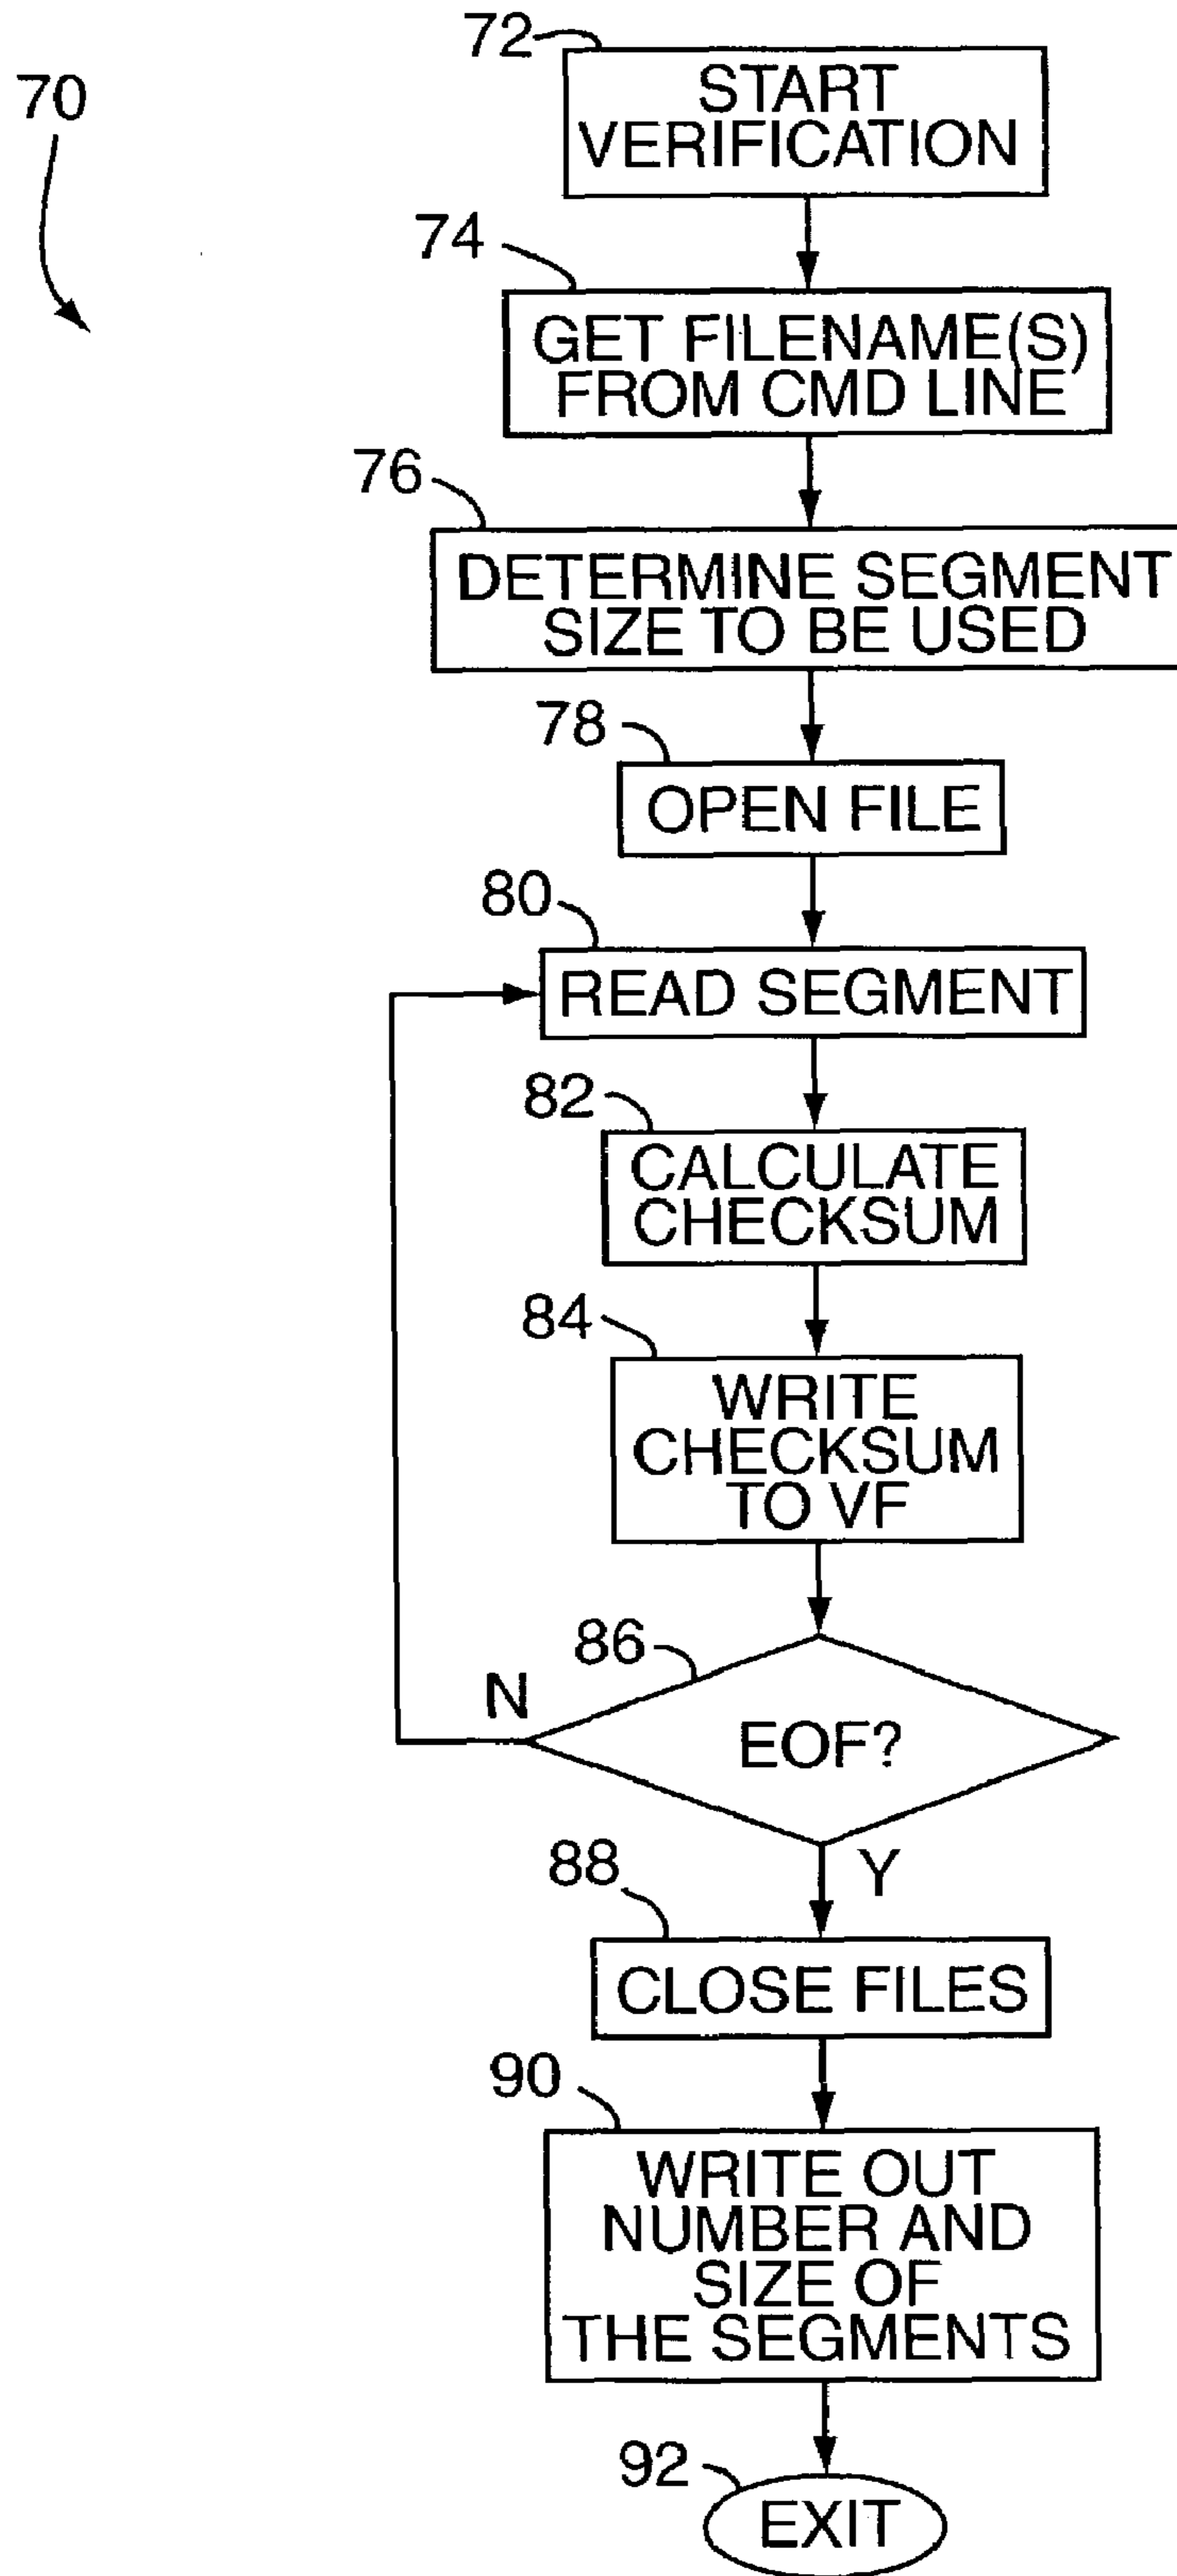 72
START
VERIFICATION
70
74
GET FILENAME(S)
FROM CMD LINE
76
DETERMINE SEGMENT
SIZE TO BE USED
78
OPEN FILE
80
READ SEGMENT
82
CALCULATE
CHECKSUM
84
WRITE
CHECKSUM
TO VF
86
N
EOF?
88
Y
CLOSE FILES
90
WRITE OUT
NUMBER AND
SIZE OF
THE SEGMENTS
92
EXIT